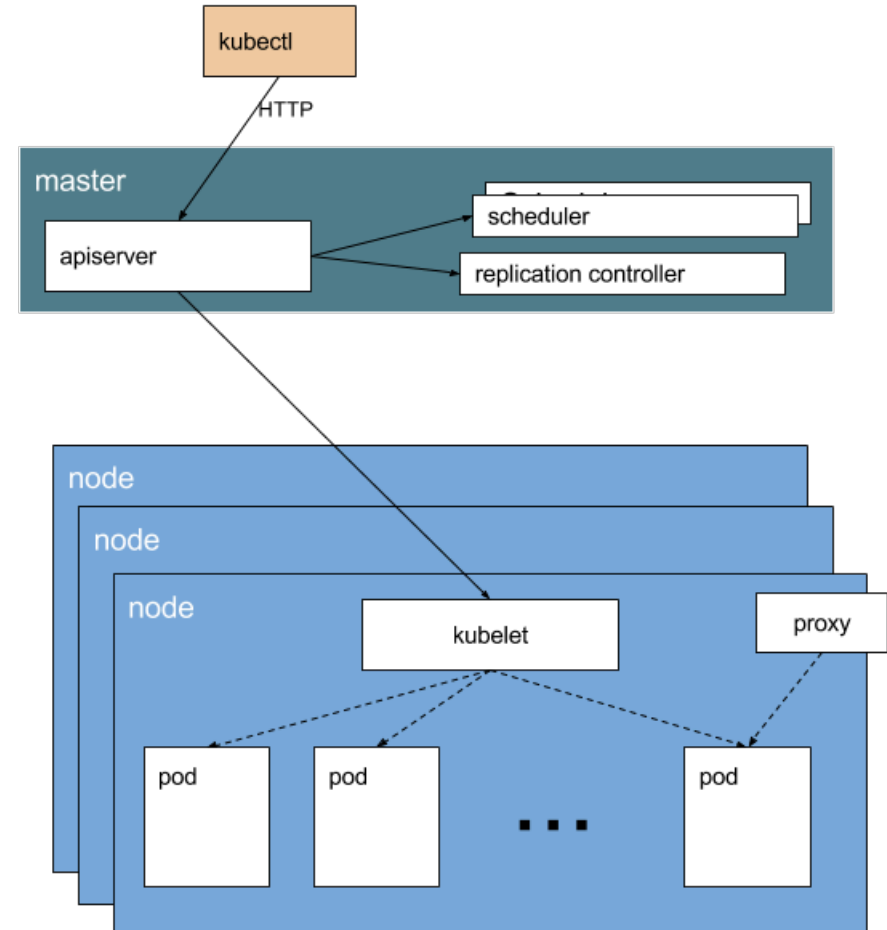 kubectl
HTTP
master
scheduler
apiserver
replication controller
node
node
node
kubelet
proxy
pod
pod
pod